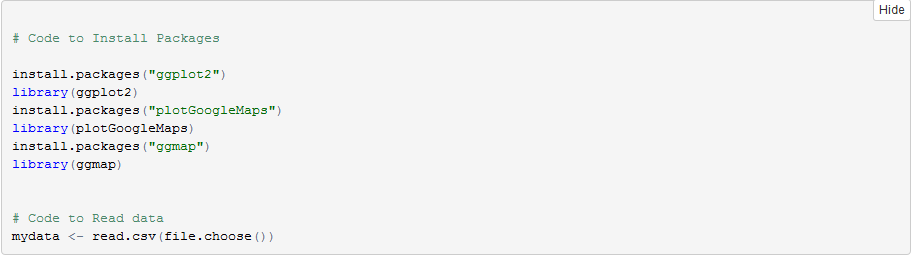 Hide
# Code to Install Packages
install.packages("ggplot2")
library(ggplot2)
install.packages("plotGoogleMaps")
library(plotGoogleMaps)
install.packages("ggmap")
library(ggmap)
# Code to Read data
mydata <- read.csv(file.choose())